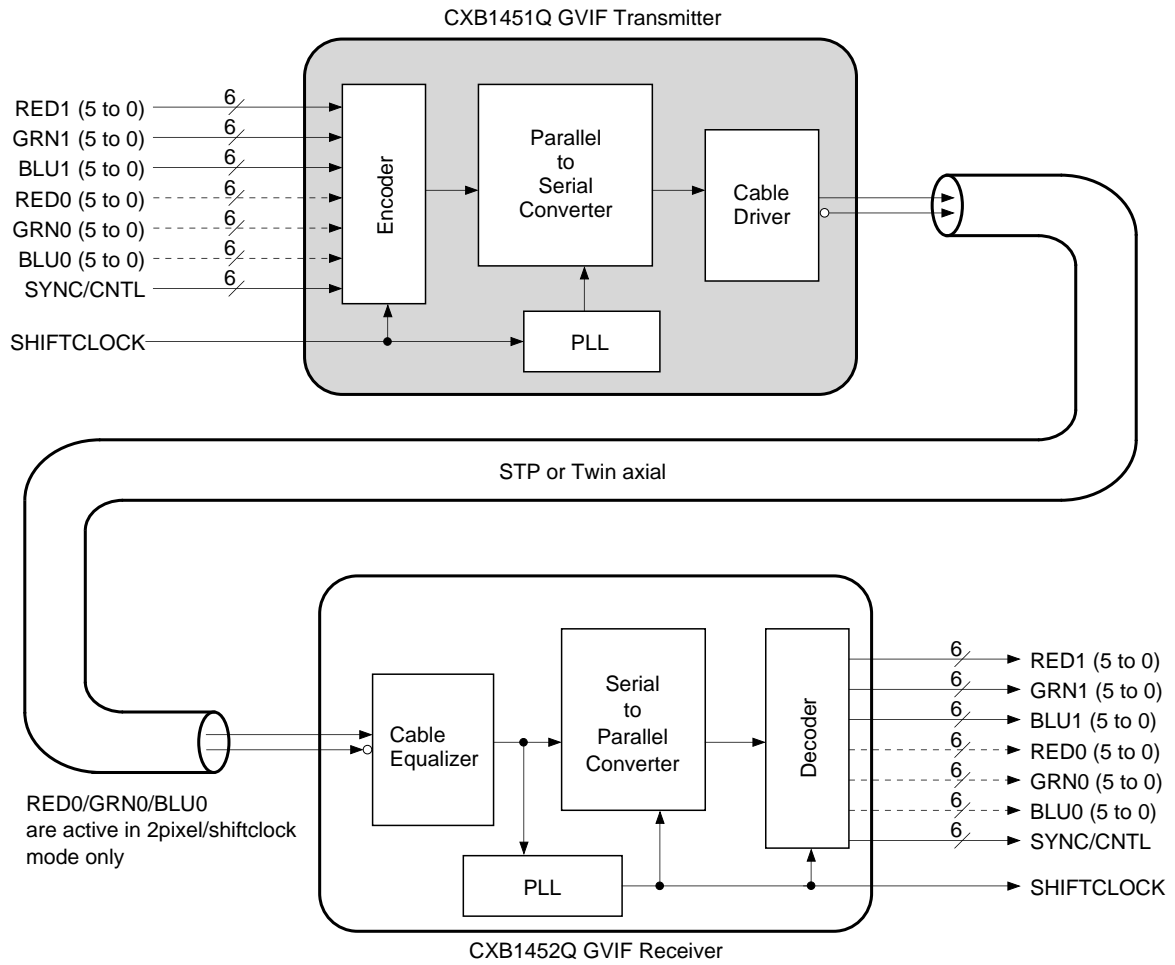 CXB1451Q GVIF Transmitter
RED1 (5 to 0)
6
GRN1 (5 to 0)
6
BLU1 (5 to 0)
6
RED0 (5 to 0)
6
GRN0 (5 to 0)
6
BLU0 (5 to 0)
6
SYNC/CNTL
6
SHIFTCLOCK
Encoder
Parallel
to
Serial
Converter
Cable
Driver
PLL
STP or Twin axial
RED0/GRN0/BLU0
are active in 2pixel/shiftclock
mode only
Cable
Equalizer
Serial
to
Parallel
Converter
Decoder
PLL
6
RED1 (5 to 0)
6
GRN1 (5 to 0)
6
BLU1 (5 to 0)
6
RED0 (5 to 0)
6
GRN0 (5 to 0)
6
BLU0 (5 to 0)
6
SYNC/CNTL
SHIFTCLOCK
CXB1452Q GVIF Receiver